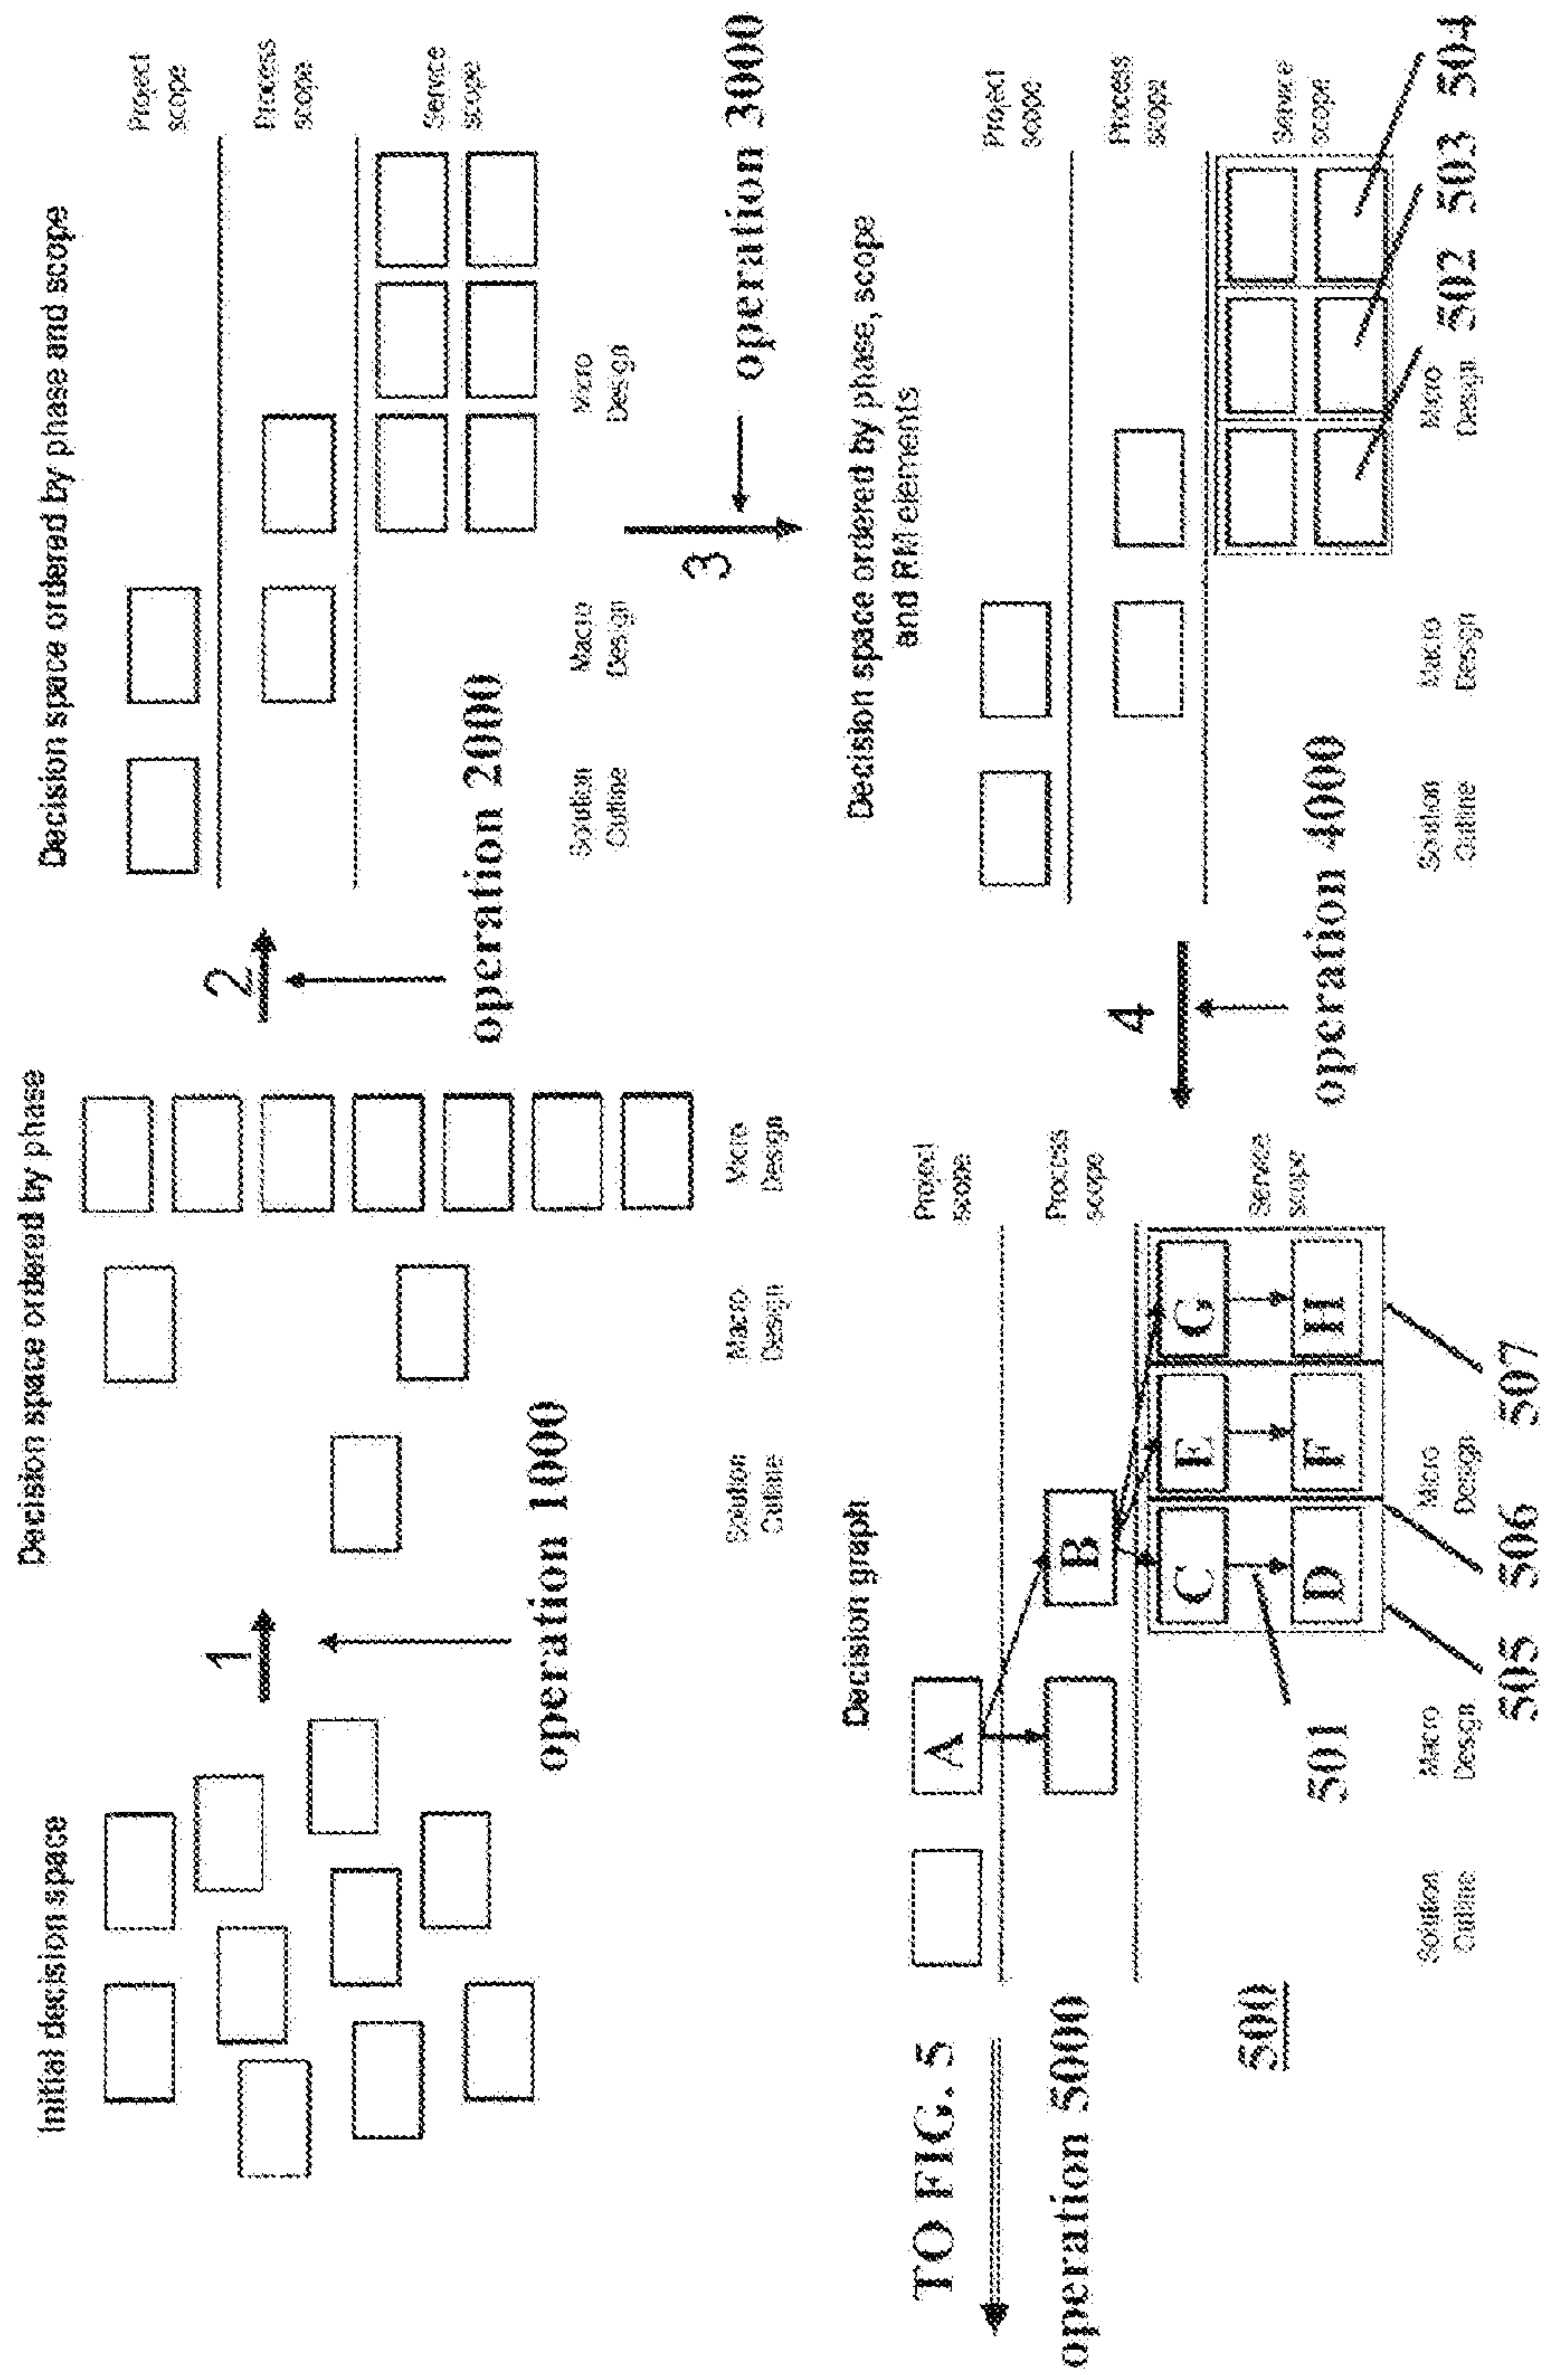 Initial decision space
1
operation 1000
Decision space ordered by phase
Solution
Outline
Macro
Design
Micro
Design
2
operation 2000
Decision space ordered by phase and scope
Project
scope
Process
scope
Service
scope
Solution
Outline
Macro
Design
Micro
Design
3
operation 3000
Decision space ordered by phase, scope
and RM elements
Project
scope
Process
scope
Service
scope
Solution
Outline
Macro
Design
Micro
Design
502
503
504
4
operation 4000
Decision graph
Project
scope
Process
scope
Service
scope
A
B
C
E
G
D
F
H
501
505
506
507
Solution
Outline
Macro
Design
Micro
Design
500
TO FIG. 5
operation 5000